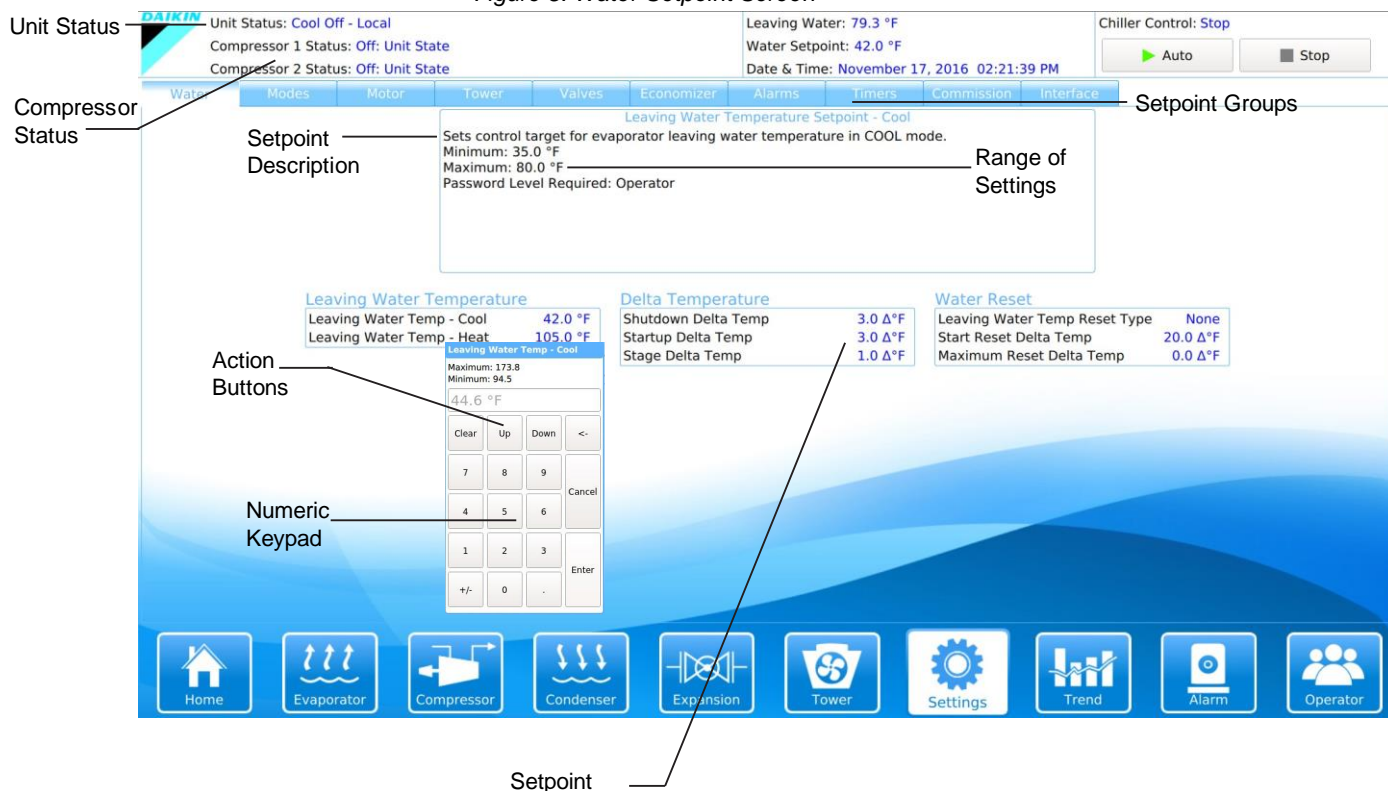 DAIKIN
Unit Status
Unit Status: Cool Off - Local
Compressor 1 Status: Off: Unit State
Compressor 2 Status: Off: Unit State
Leaving Water: 79.3 °F
Water Setpoint: 42.0 °F
Date & Time: November 17, 2016 02:21:39 PM
Chiller Control: Stop
Auto
Stop
Compressor
Status
Water
Modes
Motor
Tower
Valves
Economizer
Alarms
Timers
Commission
Interface
Setpoint Groups
Setpoint
Description
Leaving Water Temperature Setpoint - Cool
Sets control target for evaporator leaving water temperature in COOL mode.
Minimum: 35.0 °F
Maximum: 80.0 °F
Password Level Required: Operator
Range of
Settings
Leaving Water Temperature
Leaving Water Temp - Cool 42.0 °F
Leaving Water Temp - Heat 105.0 °F
Delta Temperature
Shutdown Delta Temp 3.0 Δ°F
Startup Delta Temp 3.0 Δ°F
Stage Delta Temp 1.0 Δ°F
Water Reset
Leaving Water Temp Reset Type None
Start Reset Delta Temp 20.0 Δ°F
Maximum Reset Delta Temp 0.0 Δ°F
Action
Buttons
Leaving Water Temp - Cool
Maximum: 173.8
Minimum: 94.5
44.6 °F
Clear Up Down <-
7 8 9
Cancel
4 5 6
1 2 3
Enter
+/- 0 .
Numeric
Keypad
Home
Evaporator
Compressor
Condenser
Expansion
Tower
Settings
Trend
Alarm
Operator
Setpoint